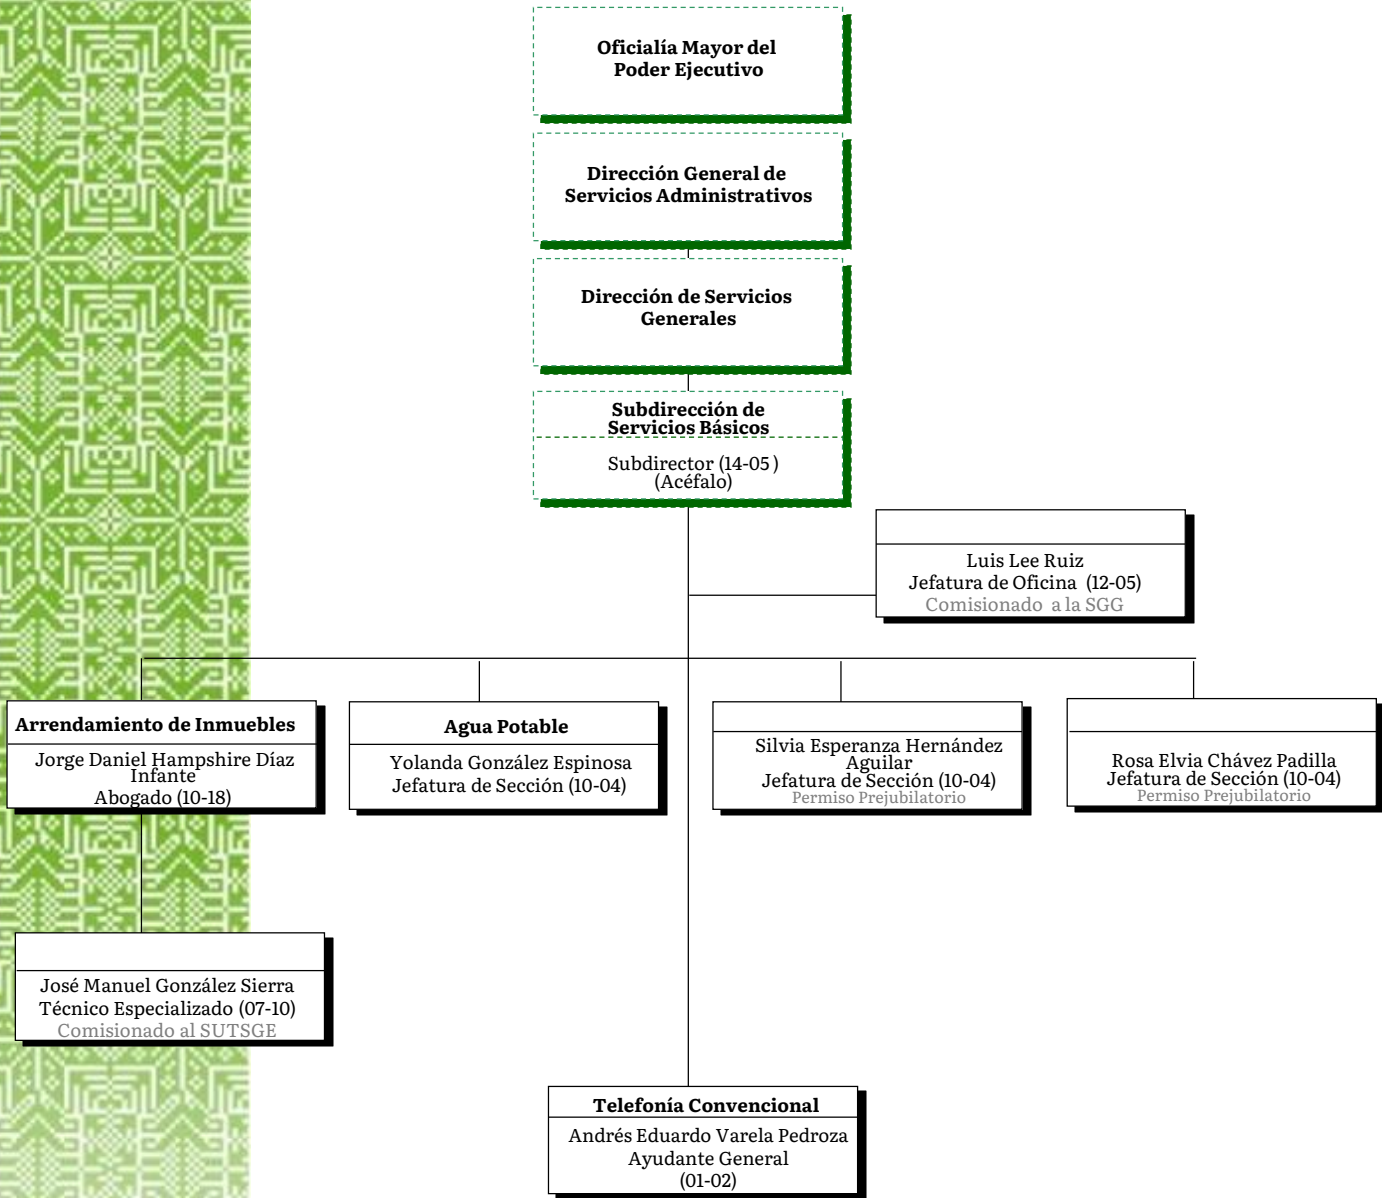 Oficialía Mayor del
Poder Ejecutivo
Dirección General de
Servicios Administrativos
Dirección de Servicios
Generales
Subdirección de
Servicios Básicos
Subdirector (14-05 )
(Acéfalo)
Luis Lee Ruiz
Jefatura de Oficina (12-05)
Comisionado a la SGG
Arrendamiento de Inmuebles
Jorge Daniel Hampshire Díaz
Infante
Abogado (10-18)
Agua Potable
Yolanda González Espinosa
Jefatura de Sección (10-04)
Silvia Esperanza Hernández
Aguilar
Jefatura de Sección (10-04)
Permiso Prejubilatorio
Rosa Elvia Chávez Padilla
Jefatura de Sección (10-04)
Permiso Prejubilatorio
José Manuel González Sierra
Técnico Especializado (07-10)
Comisionado al SUTSGE
Telefonía Convencional
Andrés Eduardo Varela Pedroza
Ayudante General
(01-02)